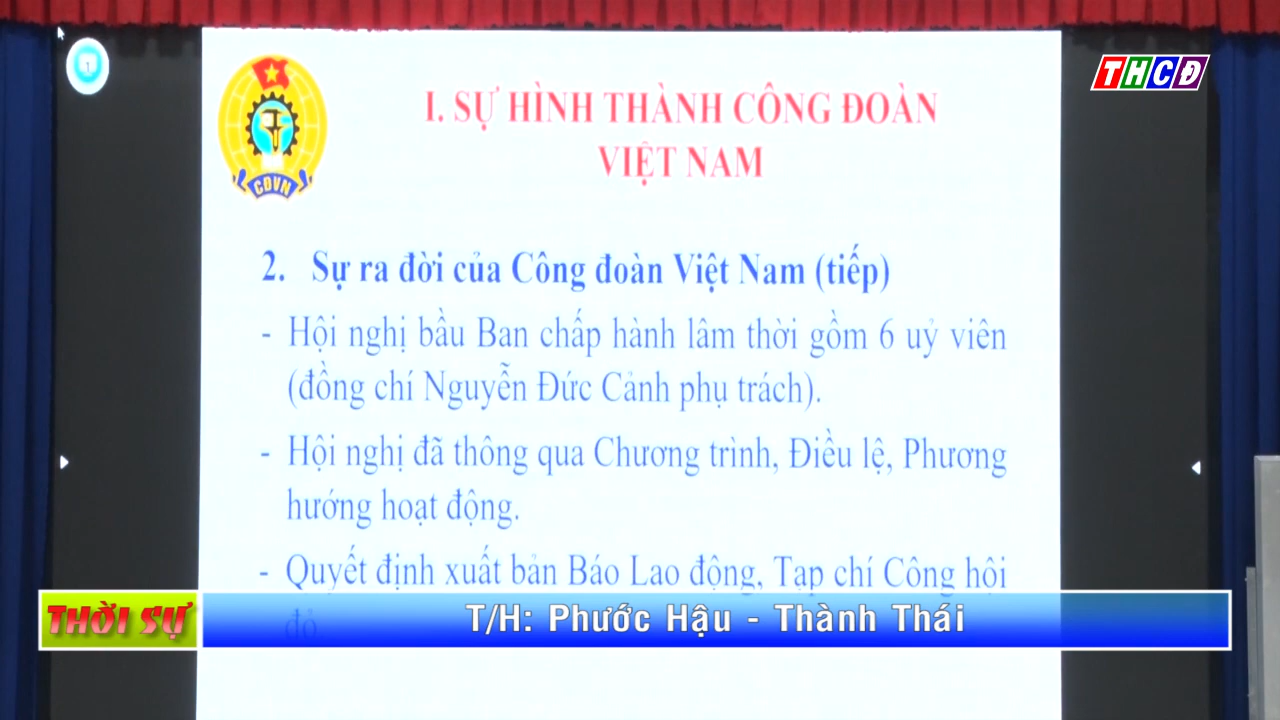 THCĐ
CĐVN
I. SỰ HÌNH THÀNH CÔNG ĐOÀN
VIỆT NAM
2. Sự ra đời của Công đoàn Việt Nam (tiếp)
- Hội nghị bầu Ban chấp hành lâm thời gồm 6 uỷ viên
(đồng chí Nguyễn Đức Cảnh phụ trách).
- Hội nghị đã thông qua Chương trình, Điều lệ, Phương
hướng hoạt động.
- Quyết định xuất bản Báo Lao động, Tạp chí Công hội
đỏ
THỜI SỰ
T/H: Phước Hậu - Thành Thái